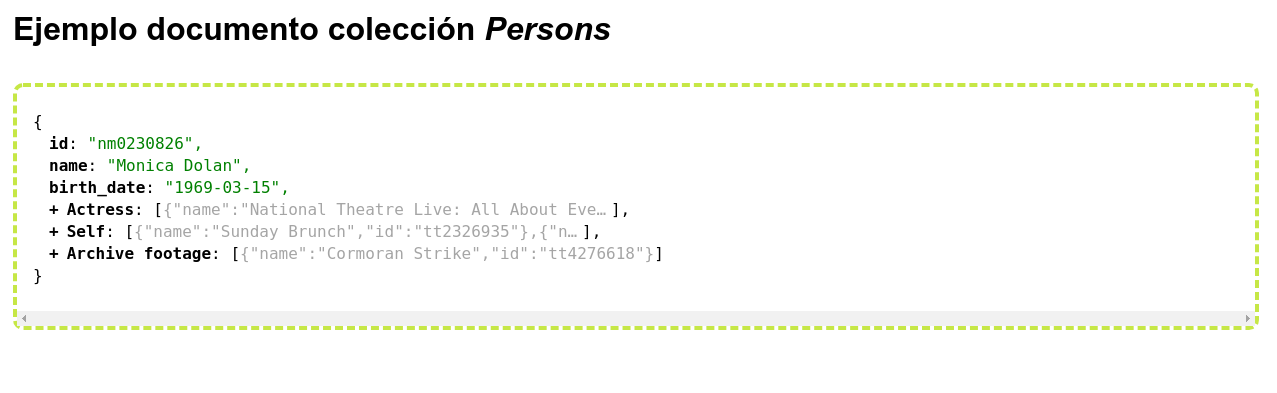 Ejemplo documento colección Persons
{
id: "nm0230826",
name: "Monica Dolan",
birth_date: "1969-03-15",
+ Actress: [{"name":"National Theatre Live: All About Eve… ],
+ Self: [{"name":"Sunday Brunch","id":"tt2326935"},{"n… ],
+ Archive footage: [{"name":"Cormoran Strike","id":"tt4276618"}]
}